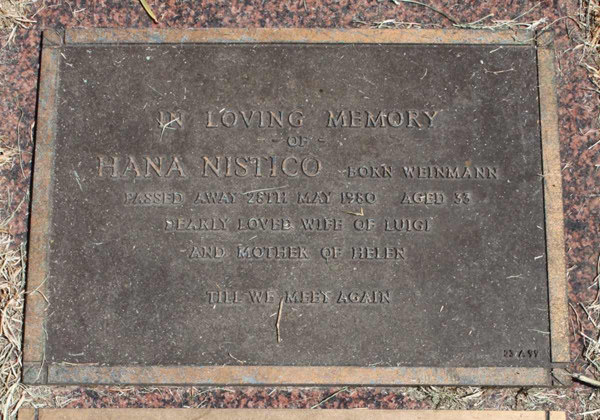 IN LOVING MEMORY
- OF -
HANA NISTICO - BORN WEINMANN
PASSED AWAY 28TH MAY 1980 AGED 33
DEARLY LOVED WIFE OF LUIGI
AND MOTHER OF HELEN
TILL WE MEET AGAIN